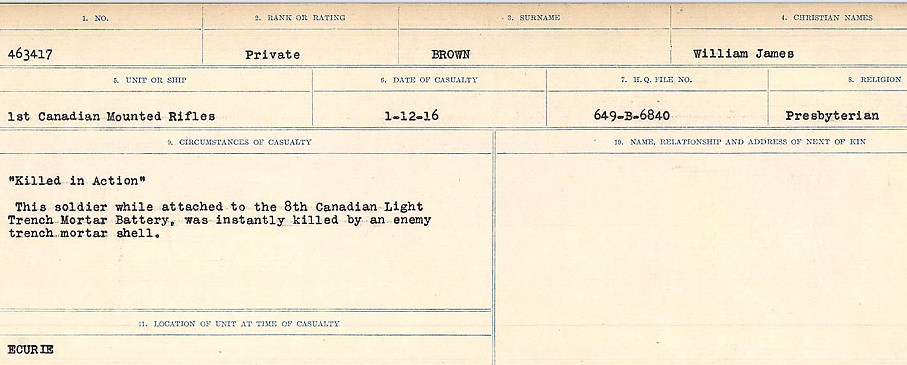 1. NO. 2. RANK OR RATING 3. SURNAME 4. CHRISTIAN NAMES
463417 Private BROWN William James
5. UNIT OR SHIP 6. DATE OF CASUALTY 7. H.Q. FILE NO. 8. RELIGION
1st Canadian Mounted Rifles 1-12-16 649-B-6840 Presbyterian
9. CIRCUMSTANCES OF CASUALTY 10. NAME, RELATIONSHIP AND ADDRESS OF NEXT OF KIN
"Killed in Action"
This soldier while attached to the 8th Canadian Light
Trench Mortar Battery, was instantly killed by an enemy
trench mortar shell.
11. LOCATION OF UNIT AT TIME OF CASUALTY
ECURIE